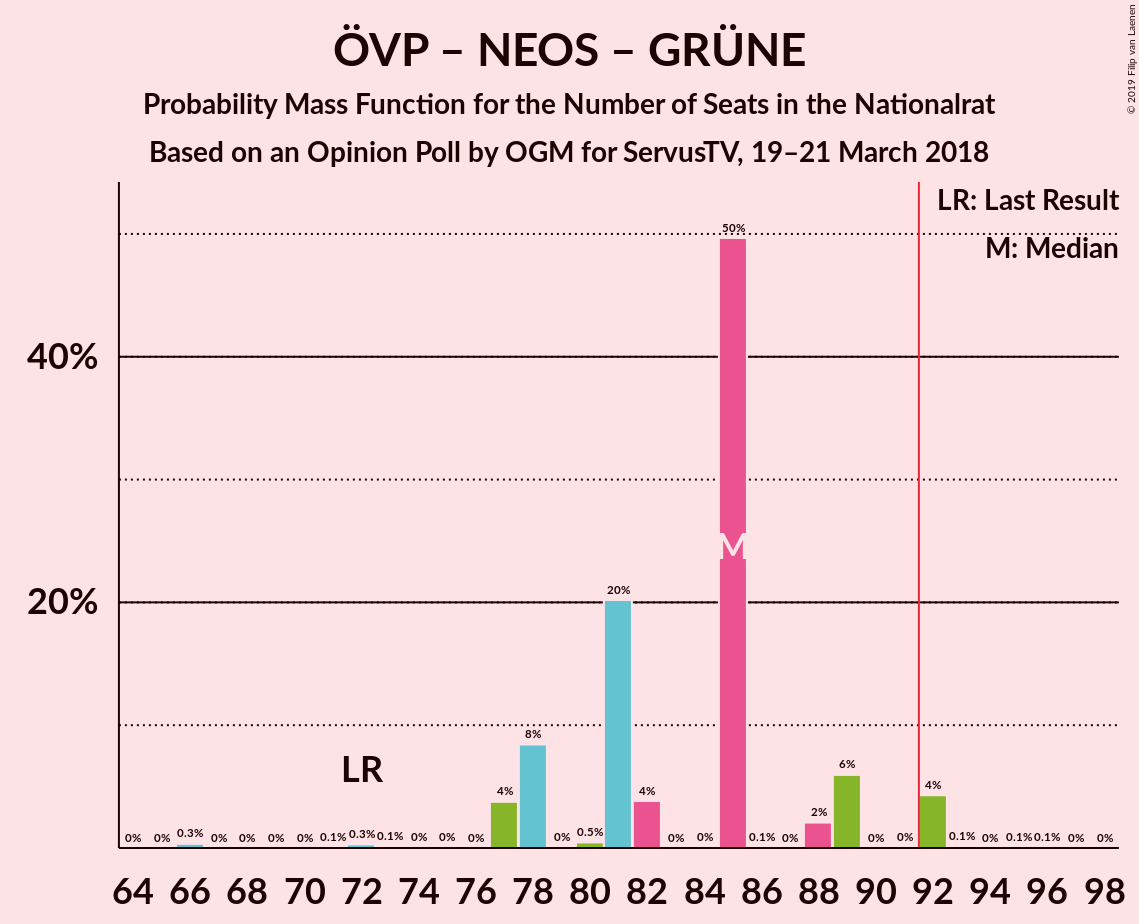 ÖVP – NEOS – GRÜNE
Probability Mass Function for the Number of Seats in the Nationalrat
Based on an Opinion Poll by OGM for ServusTV, 19–21 March 2018
© 2019 Filip van Laenen
LR: Last Result
M: Median
50%
40%
M
20%
20%
LR
8%
6%
4%
4%
4%
2%
0% 0% 0.3% 0% 0% 0% 0% 0.1% 0.3% 0.1% 0% 0% 0% 0% 0.5% 0% 0% 0.1% 0% 0% 0% 0.1% 0% 0.1% 0.1% 0% 0%
64 66 68 70 72 74 76 78 80 82 84 86 88 90 92 94 96 98